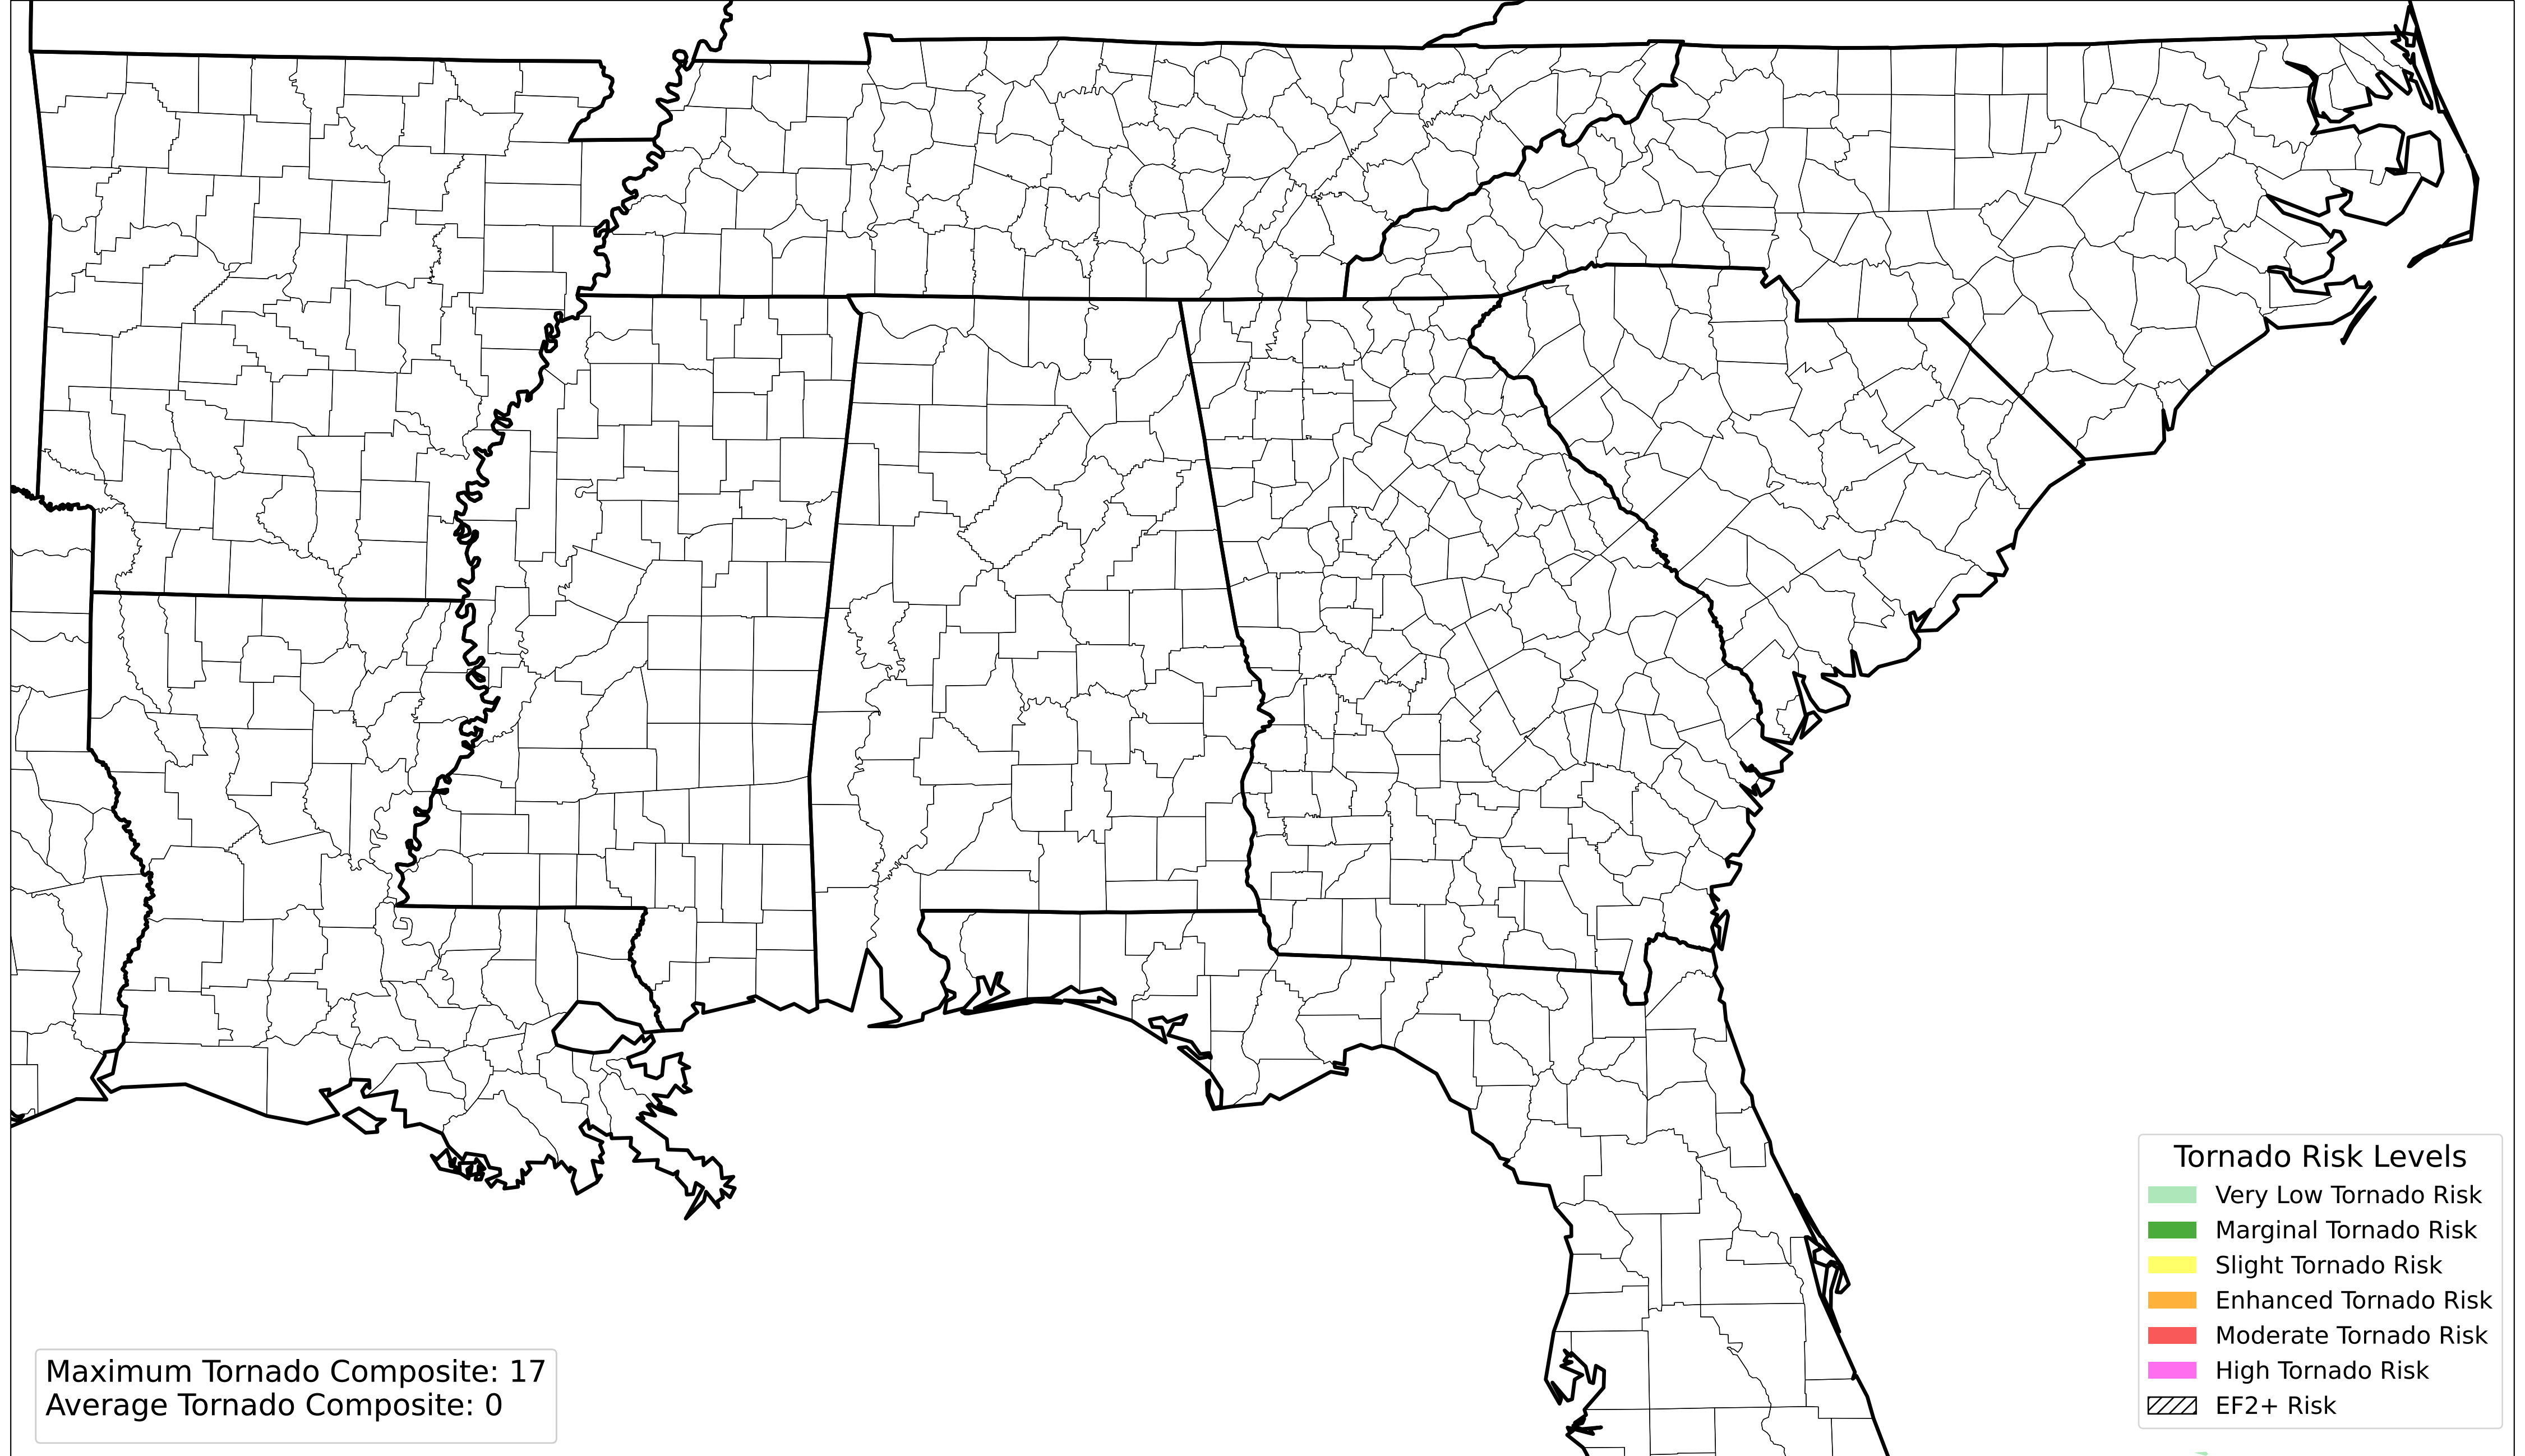 Tornado Risk Levels
Very Low Tornado Risk
Marginal Tornado Risk
Slight Tornado Risk
Enhanced Tornado Risk
Moderate Tornado Risk
High Tornado Risk
EF2+ Risk
Maximum Tornado Composite: 17
Average Tornado Composite: 0